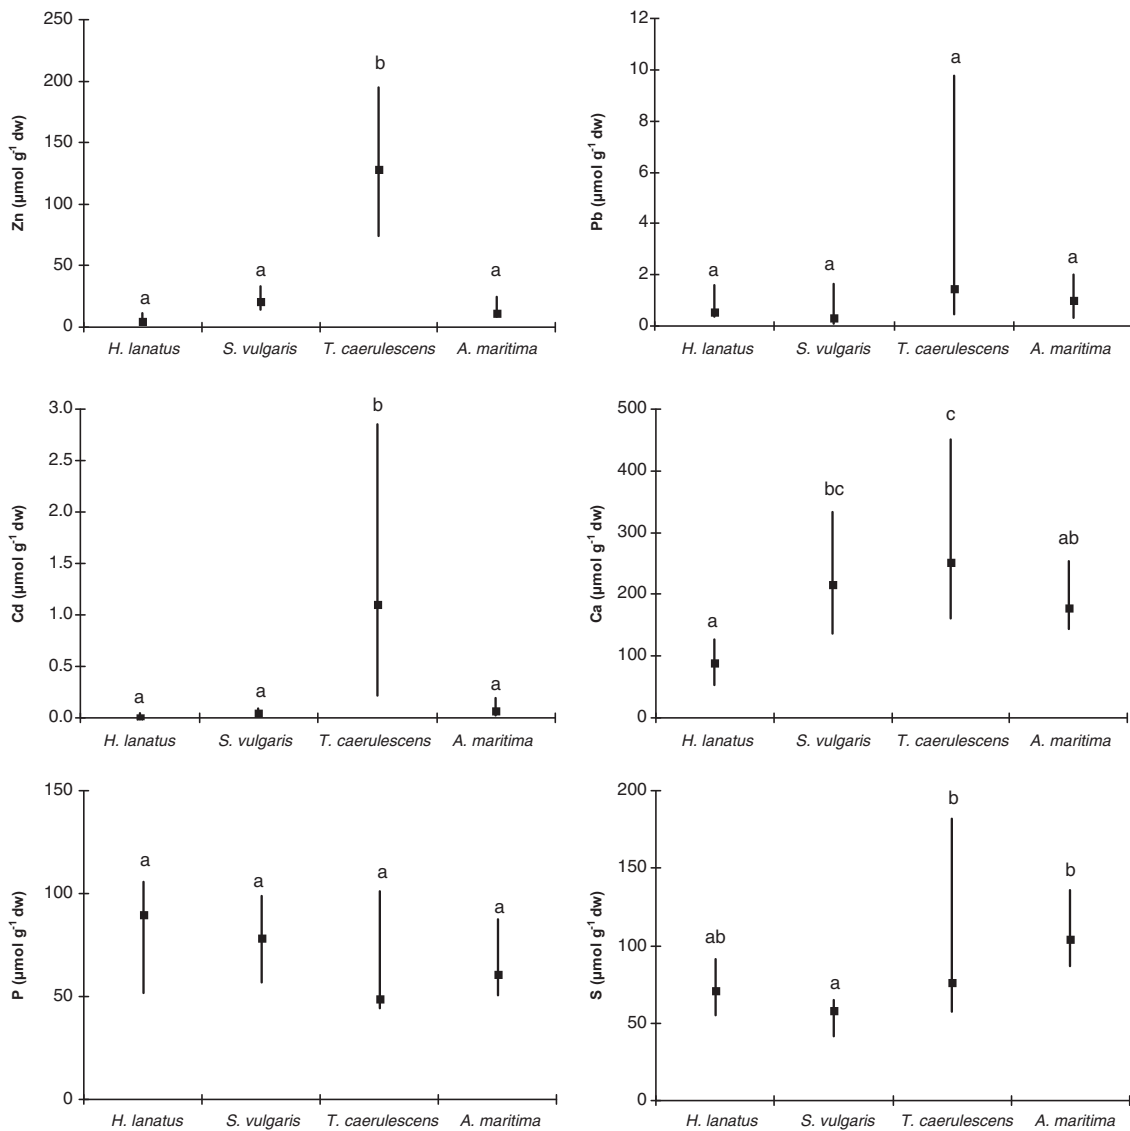 250
200
150
100
50
0
Zn (µmol g-1 dw)
a
a
b
a
H. lanatus S. vulgaris T. caerulescens A. maritima
12
10
8
6
4
2
0
Pb (µmol g-1 dw)
a
a
a
a
H. lanatus S. vulgaris T. caerulescens A. maritima
3.0
2.5
2.0
1.5
1.0
0.5
0.0
Cd (µmol g-1 dw)
a
a
b
a
H. lanatus S. vulgaris T. caerulescens A. maritima
500
400
300
200
100
0
Ca (µmol g-1 dw)
a
bc
c
ab
H. lanatus S. vulgaris T. caerulescens A. maritima
150
100
50
0
P (µmol g-1 dw)
a
a
a
a
H. lanatus S. vulgaris T. caerulescens A. maritima
200
150
100
50
0
S (µmol g-1 dw)
ab
a
b
b
H. lanatus S. vulgaris T. caerulescens A. maritima